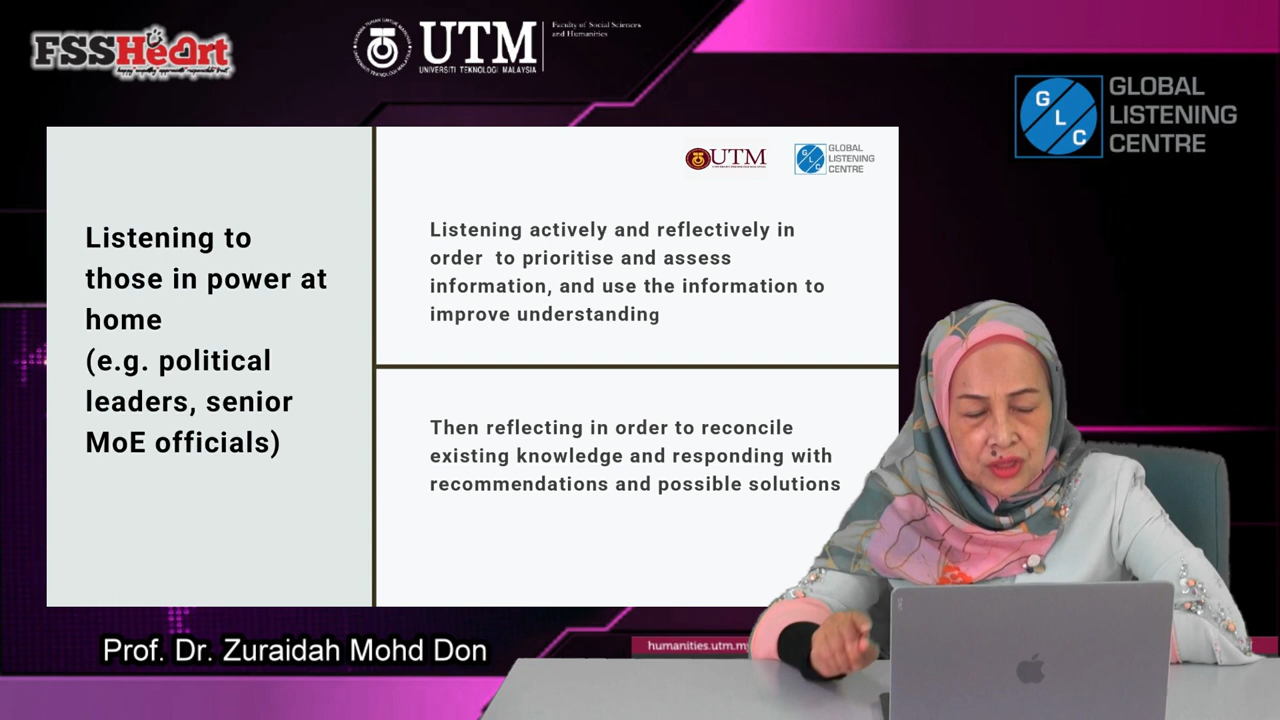 FSSHeart
UTM
UNIVERSITI TEKNOLOGI MALAYSIA
Faculty of Social Sciences
and Humanities
GLC
GLOBAL
LISTENING
CENTRE
UTM
GLC
GLOBAL
LISTENING
CENTRE
Listening to
those in power at
home
(e.g. political
leaders, senior
MoE officials)
Listening actively and reflectively in
order to prioritise and assess
information, and use the information to
improve understanding
Then reflecting in order to reconcile
existing knowledge and responding with
recommendations and possible solutions
Prof. Dr. Zuraidah Mohd Don
humanities.utm.my